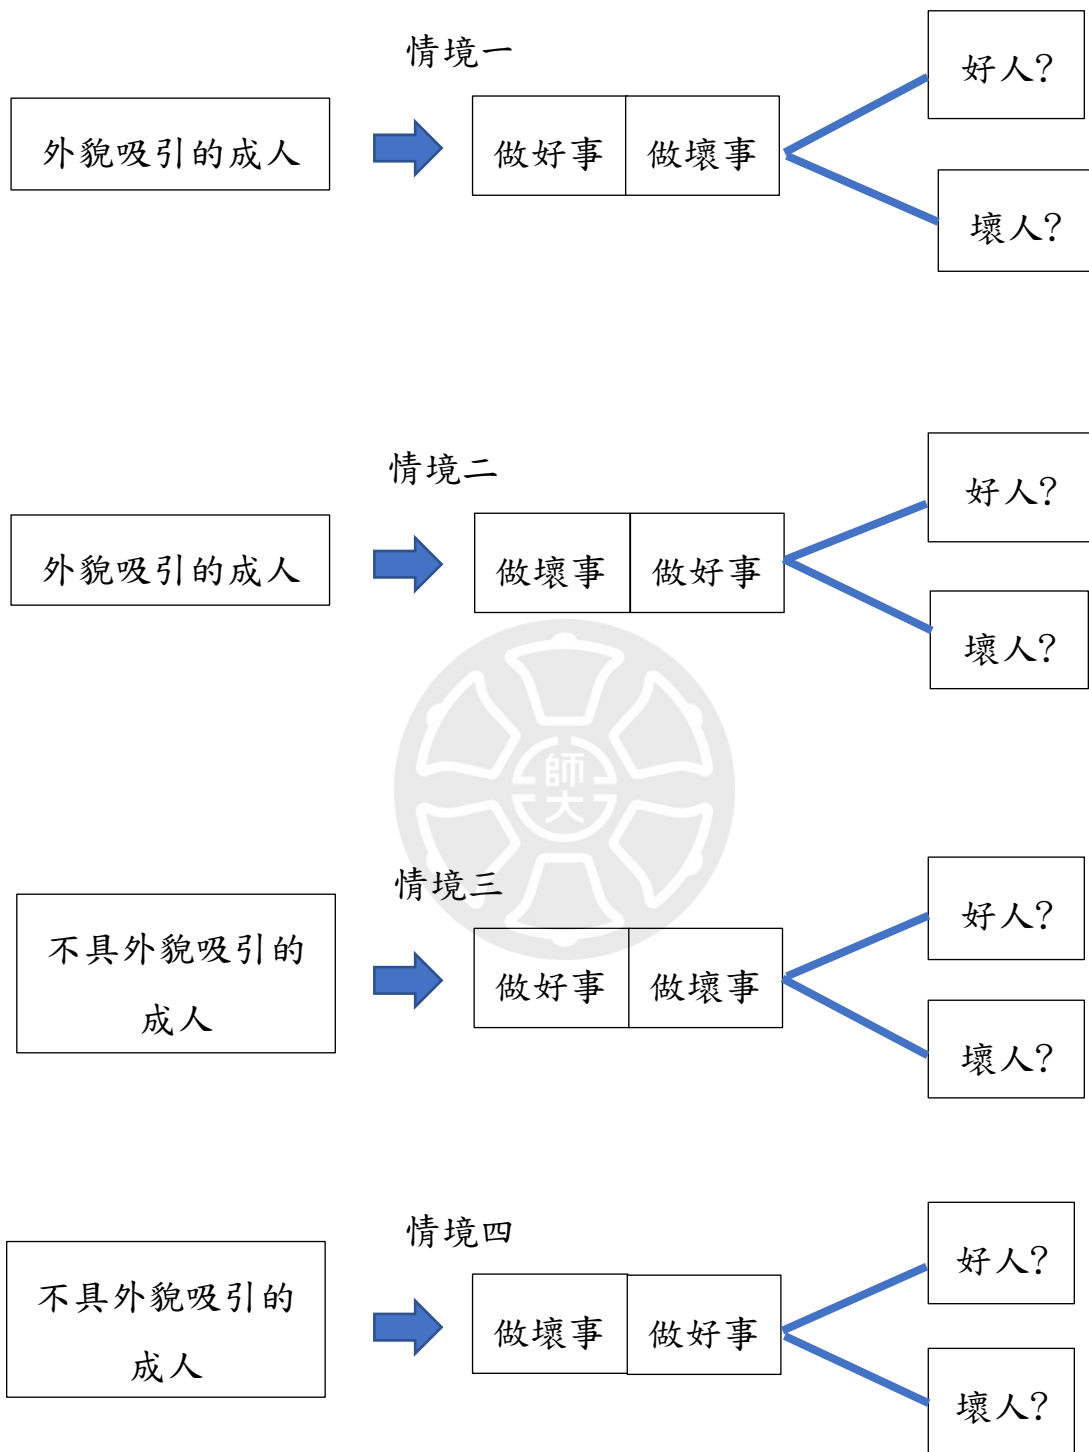 情境一
外貌吸引的成人
做好事
做壞事
好人?
壞人?
情境二
外貌吸引的成人
做壞事
做好事
好人?
壞人?
師大
情境三
不具外貌吸引的
成人
做好事
做壞事
好人?
壞人?
情境四
不具外貌吸引的
成人
做壞事
做好事
好人?
壞人?